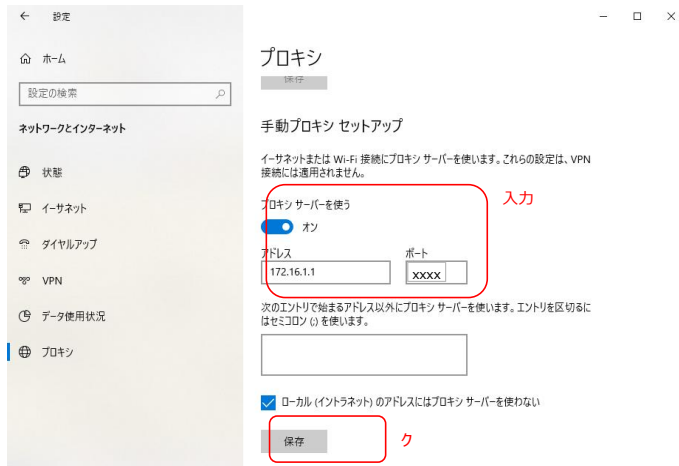 設定
ホーム
設定の検索
ネットワークとインターネット
状態
イーサネット
ダイヤルアップ
VPN
データ使用状況
プロキシ
プロキシ
保存
手動プロキシ セットアップ
イーサネットまたは Wi-Fi 接続にプロキシ サーバーを使います。これらの設定は、VPN
接続には適用されません。
プロキシ サーバーを使う
オン
アドレス
ポート
172.16.1.1
xxxx
次のエントリで始まるアドレス以外にプロキシ サーバーを使います。エントリを区切るに
はセミコロン (;) を使います。
ローカル (イントラネット) のアドレスにはプロキシ サーバーを使わない
保存
入力
ク